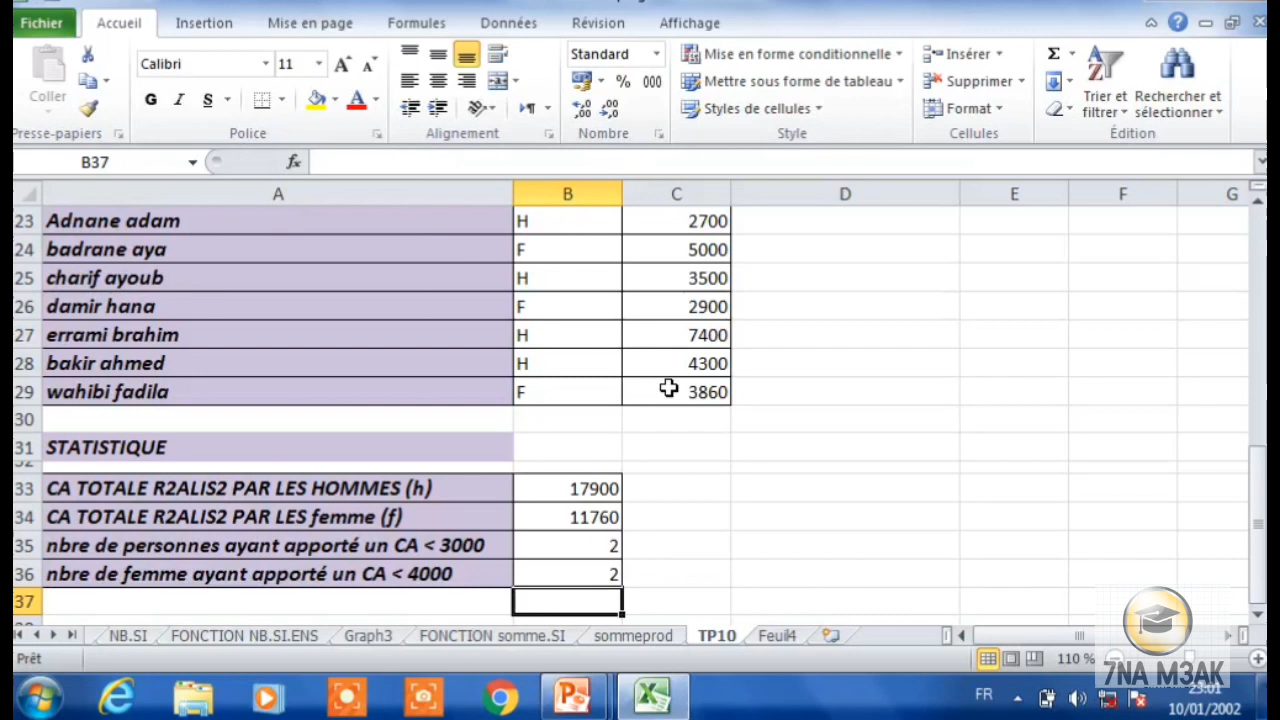 Fichier Accueil Insertion Mise en page Formules Données Révision Affichage
Calibri 11 Standard Mise en forme conditionnelle Insérer Σ
Coller % 000 Mettre sous forme de tableau Supprimer Trier et filtrer Rechercher et sélectionner
G I S A Styles de cellules Format
Presse-papiers Police Alignement Nombre Style Cellules Édition
B37 fx
A B C D E F G
23 Adnane adam H 2700
24 badrane aya F 5000
25 charif ayoub H 3500
26 damir hana F 2900
27 errami brahim H 7400
28 bakir ahmed H 4300
29 wahibi fadila F 3860
30
31 STATISTIQUE
32
33 CA TOTALE R2ALIS2 PAR LES HOMMES (h) 17900
34 CA TOTALE R2ALIS2 PAR LES femme (f) 11760
35 nbre de personnes ayant apporté un CA < 3000 2
36 nbre de femme ayant apporté un CA < 4000 2
37
NB.SI FONCTION NB.SI.ENS Graph3 FONCTION somme.SI sommeprod TP10 Feuil4
Prêt 110 %
7NA M3AK
FR 23:01
10/01/2002